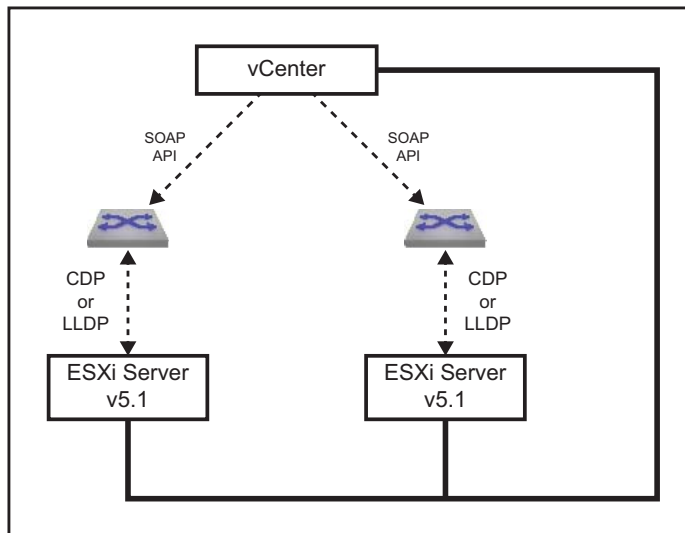 vCenter
SOAP
API
SOAP
API
CDP
or
LLDP
CDP
or
LLDP
ESXi Server
v5.1
ESXi Server
v5.1